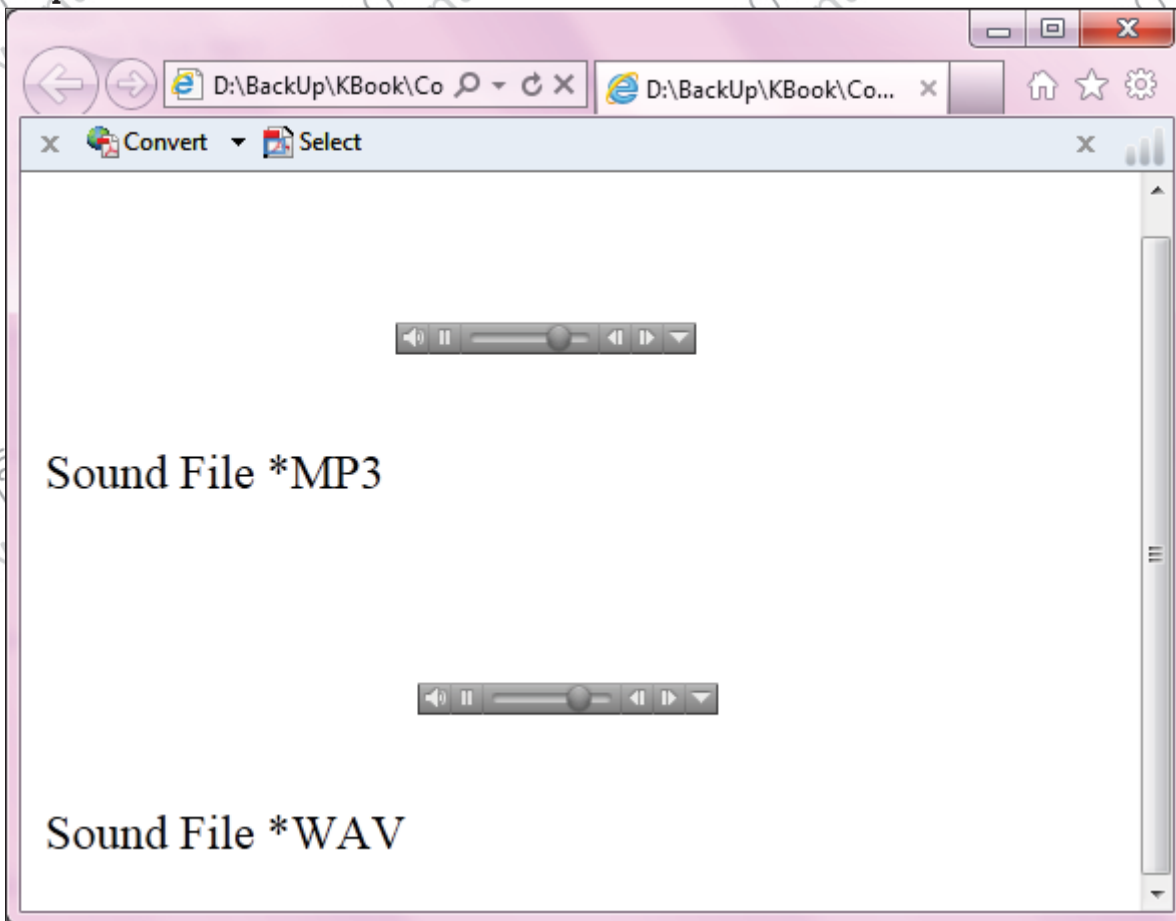 D:\BackUp\KBook\Co
D:\BackUp\KBook\Co...
Convert Select
Sound File *MP3
Sound File *WAV